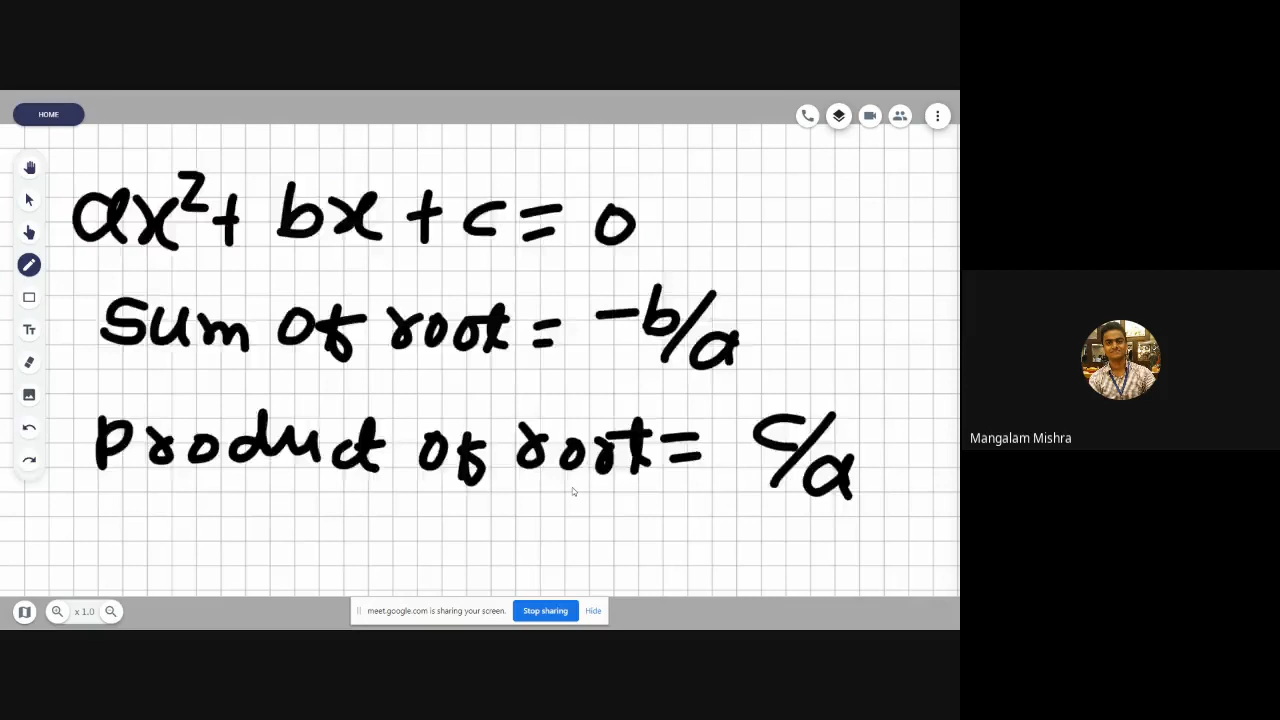 HOME
ax² + bx + c = 0
Sum of root = -b/a
Product of root = c/a
Mangalam Mishra
Tт
x 1.0
meet.google.com is sharing your screen. Stop sharing Hide